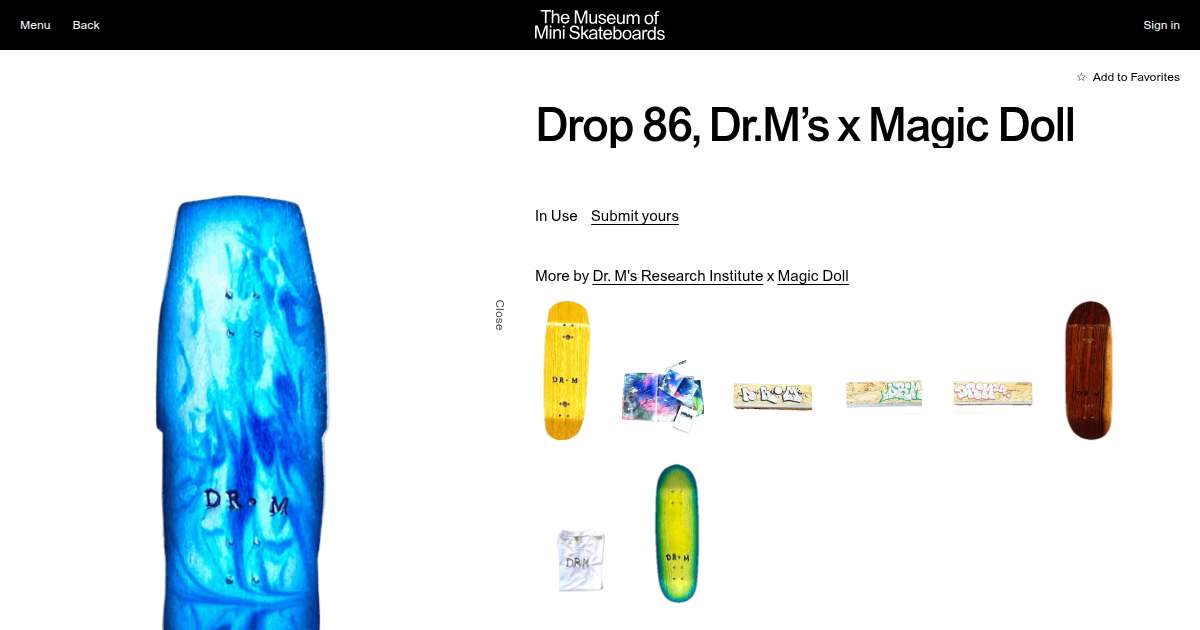 Menu
Back
The Museum of
Mini Skateboards
Sign in
☆ Add to Favorites
Drop 86, Dr.M’s x Magic Doll
In Use
Submit yours
More by Dr. M's Research Institute x Magic Doll
Close
DR•M
DR•M
DRM
DR•M